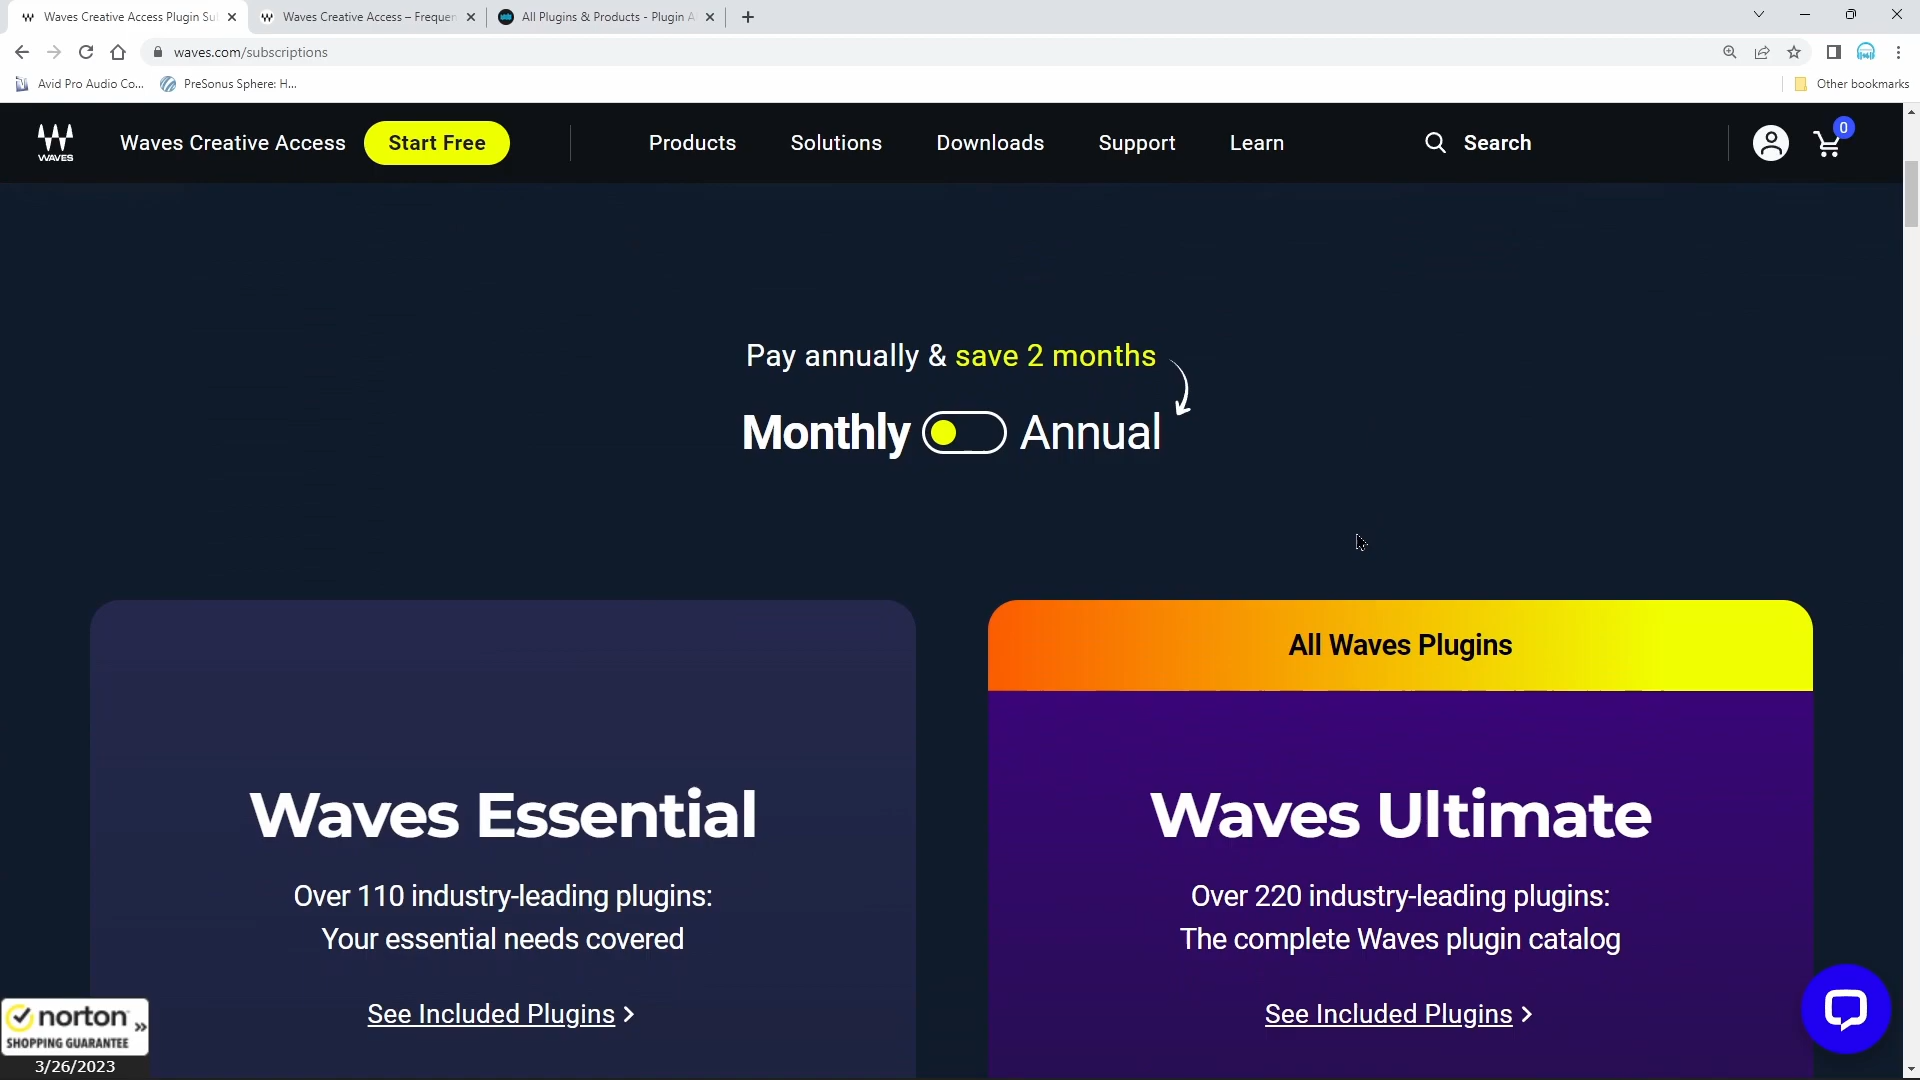 Waves Creative Access Plugin Su
Waves Creative Access – Frequen
All Plugins & Products - Plugin A
waves.com/subscriptions
Avid Pro Audio Co...
PreSonus Sphere: H...
Other bookmarks
WAVES
Waves Creative Access
Start Free
Products
Solutions
Downloads
Support
Learn
Search
0
Pay annually & save 2 months
Monthly
Annual
All Waves Plugins
Waves Essential
Over 110 industry-leading plugins:
Your essential needs covered
See Included Plugins >
Waves Ultimate
Over 220 industry-leading plugins:
The complete Waves plugin catalog
See Included Plugins >
norton »
SHOPPING GUARANTEE
3/26/2023